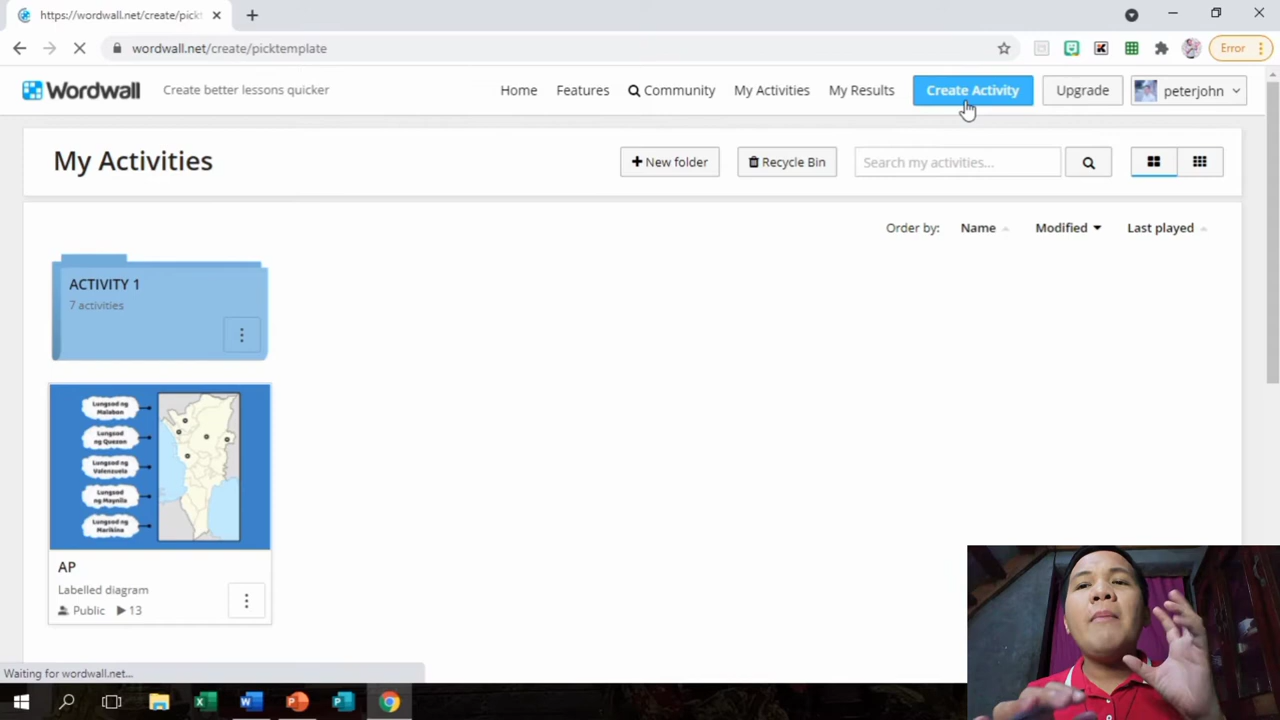 https://wordwall.net/create/pickt
wordwall.net/create/picktemplate
Error
Wordwall
Create better lessons quicker
Home
Features
Community
My Activities
My Results
Create Activity
Upgrade
peterjohn
My Activities
New folder
Recycle Bin
Search my activities...
Order by:
Name
Modified
Last played
ACTIVITY 1
7 activities
Lungsod ng
Malabon
Lungsod
ng Quezon
Lungsod ng
Valenzuela
Lungsod
ng Maynila
Lungsod ng
Marikina
AP
Labelled diagram
Public
13
Waiting for wordwall.net...